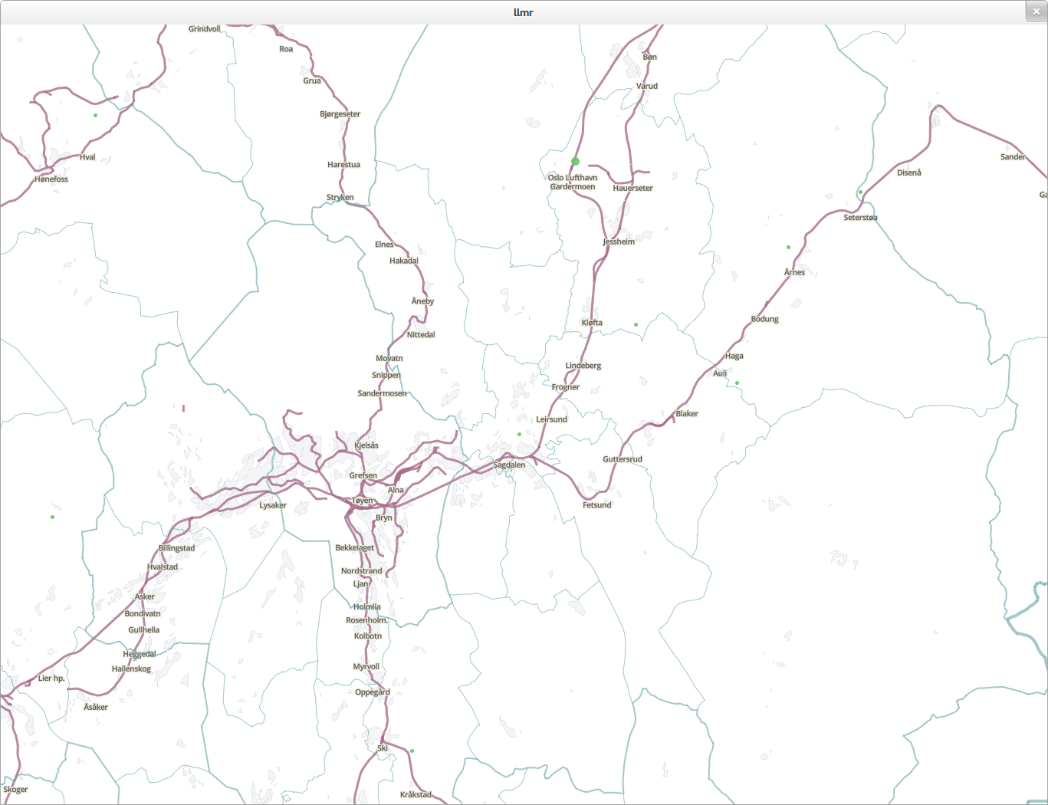 llmr
Grindvoll
Roa
Bøn
Grua
Varud
Bjørgeseter
Hval
Sander
Harestua
Disenå
Hønefoss
Oslo Lufthavn
Gardermoen
Hauerseter
Stryken
Seterstøa
Elnes
Jessheim
Hakadal
Årnes
Åneby
Bodung
Kløfta
Nittedal
Movatn
Haga
Lindeberg
Snippen
Auli
Frogner
Sandermosen
Blaker
Leirsund
Kjelsås
Guttersrud
Sagdalen
Grefsen
Alna
Tøyen
Lysaker
Fetsund
Bryn
Billingstad
Bekkelaget
Hvalstad
Nordstrand
Ljan
Asker
Holmlia
Bondivatn
Rosenholm.
Gullhella
Kolbotn
Heggedal
Myrvoll
Hallenskog
Lier hp.
Oppegård
Åsåker
Ski
Skoger
Kråkstad